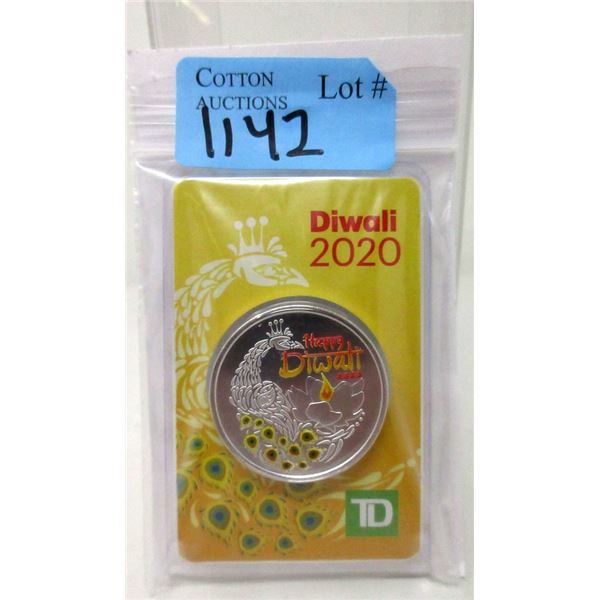 COTTON
AUCTIONS
Lot #
1142
Diwali
2020
Happy
Diwali
TD